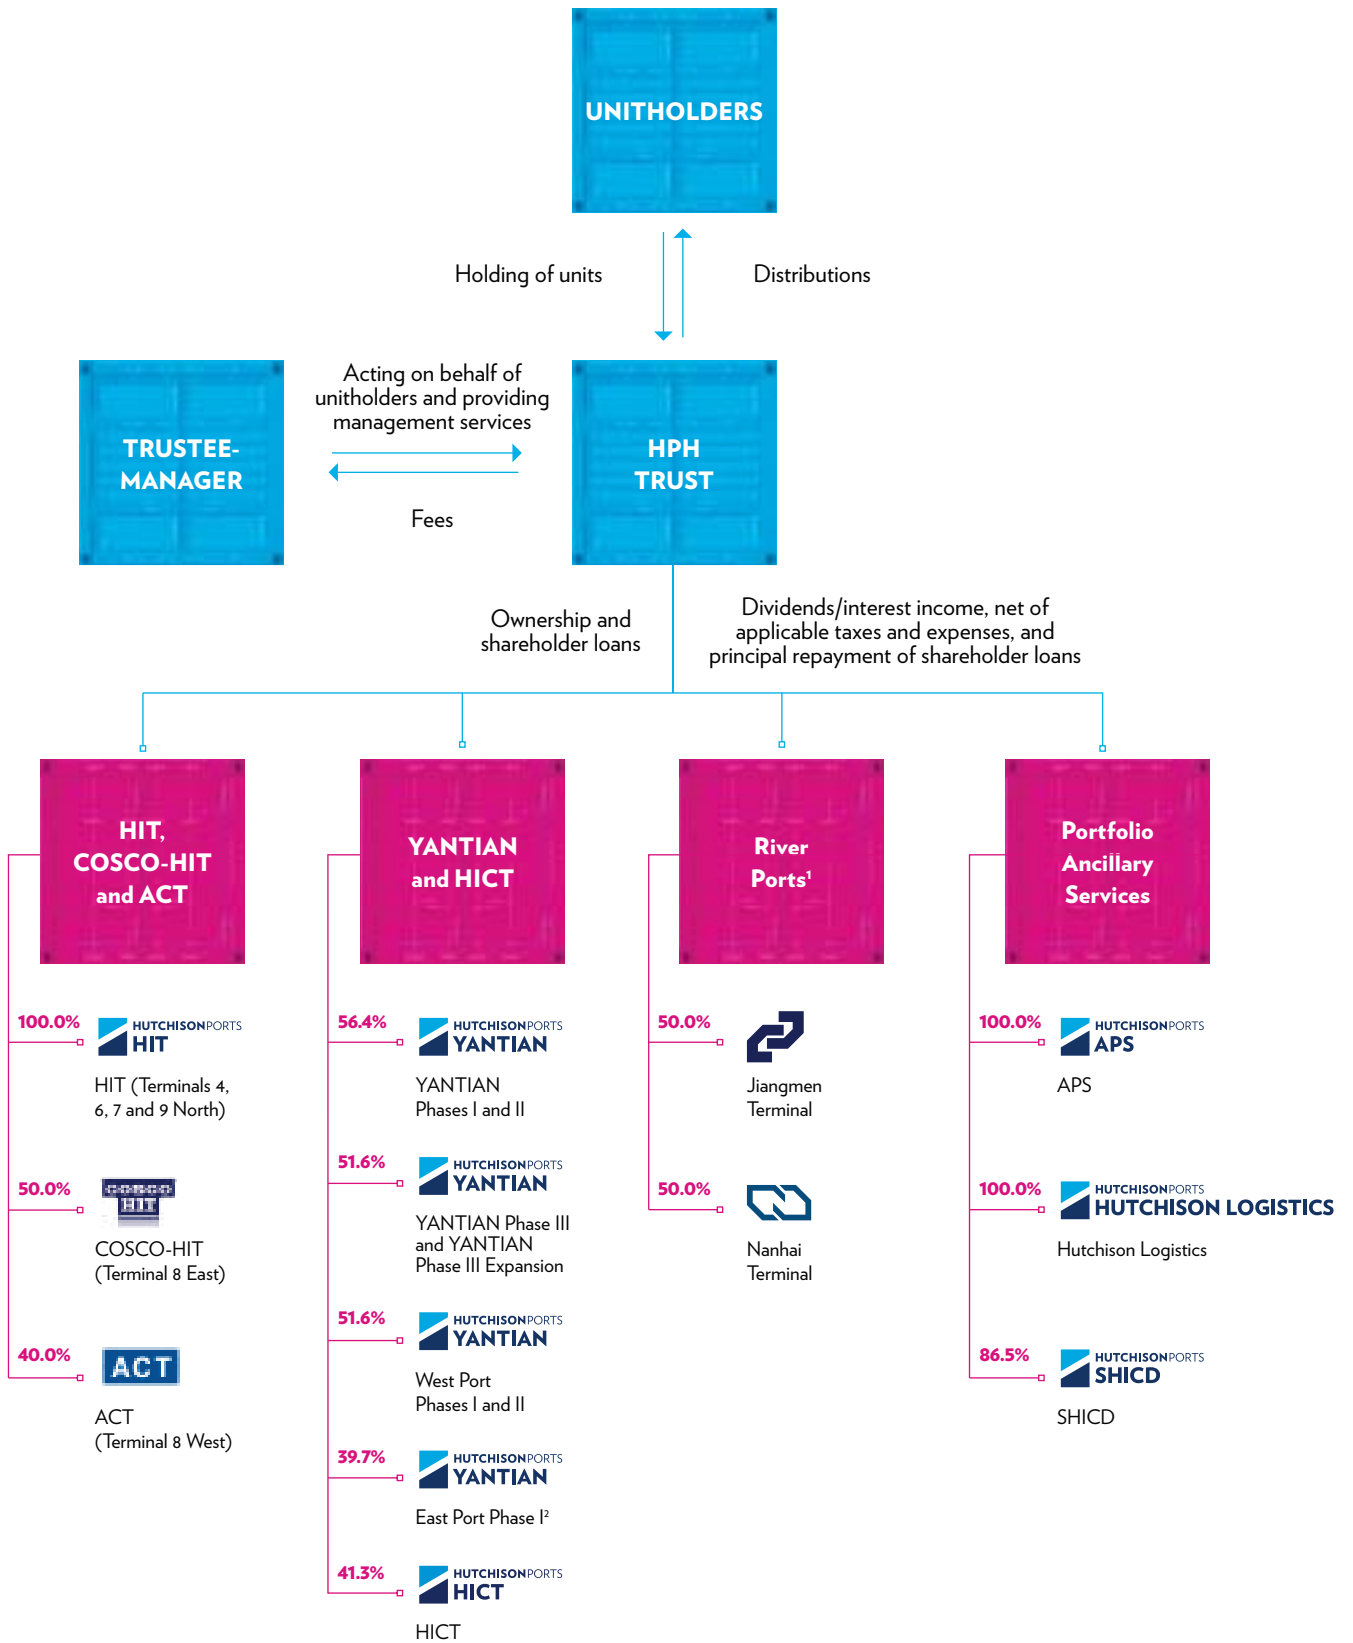 UNITHOLDERS
Holding of units
Distributions
TRUSTEE-
MANAGER
Acting on behalf of
unitholders and providing
management services
Fees
HPH
TRUST
Ownership and
shareholder loans
Dividends/interest income, net of
applicable taxes and expenses, and
principal repayment of shareholder loans
HIT,
COSCO-HIT
and ACT
100.0%
HUTCHISONPORTS
HIT
HIT (Terminals 4,
6, 7 and 9 North)
50.0%
COSCO
HIT
COSCO-HIT
(Terminal 8 East)
40.0%
ACT
ACT
(Terminal 8 West)
YANTIAN
and HICT
56.4%
HUTCHISONPORTS
YANTIAN
YANTIAN
Phases I and II
51.6%
HUTCHISONPORTS
YANTIAN
YANTIAN Phase III
and YANTIAN
Phase III Expansion
51.6%
HUTCHISONPORTS
YANTIAN
West Port
Phases I and II
39.7%
HUTCHISONPORTS
YANTIAN
East Port Phase I²
41.3%
HUTCHISONPORTS
HICT
HICT
River
Ports¹
50.0%
Jiangmen
Terminal
50.0%
Nanhai
Terminal
Portfolio
Ancillary
Services
100.0%
HUTCHISONPORTS
APS
APS
100.0%
HUTCHISONPORTS
HUTCHISON LOGISTICS
Hutchison Logistics
86.5%
HUTCHISONPORTS
SHICD
SHICD